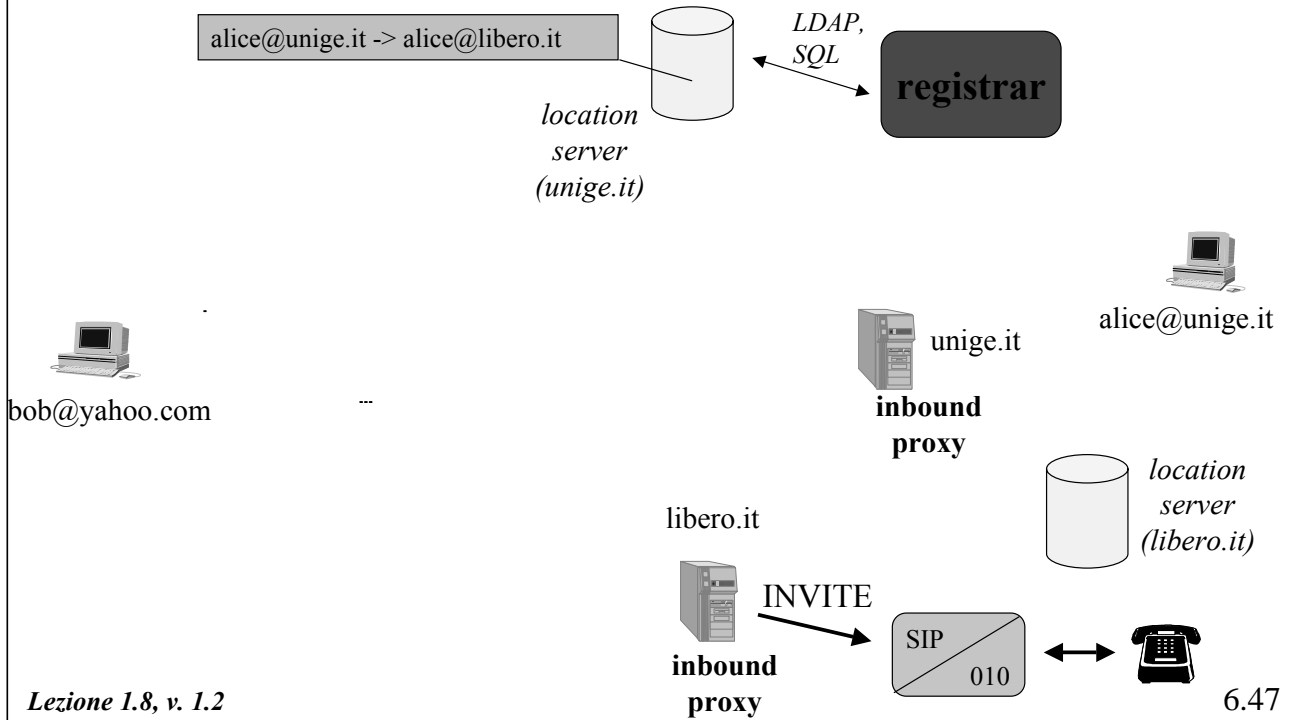 alice@unige.it -> alice@libero.it
LDAP,
SQL
registrar
location
server
(unige.it)
alice@unige.it
unige.it
inbound
proxy
bob@yahoo.com
location
server
(libero.it)
libero.it
INVITE
SIP
010
inbound
proxy
Lezione 1.8, v. 1.2
6.47